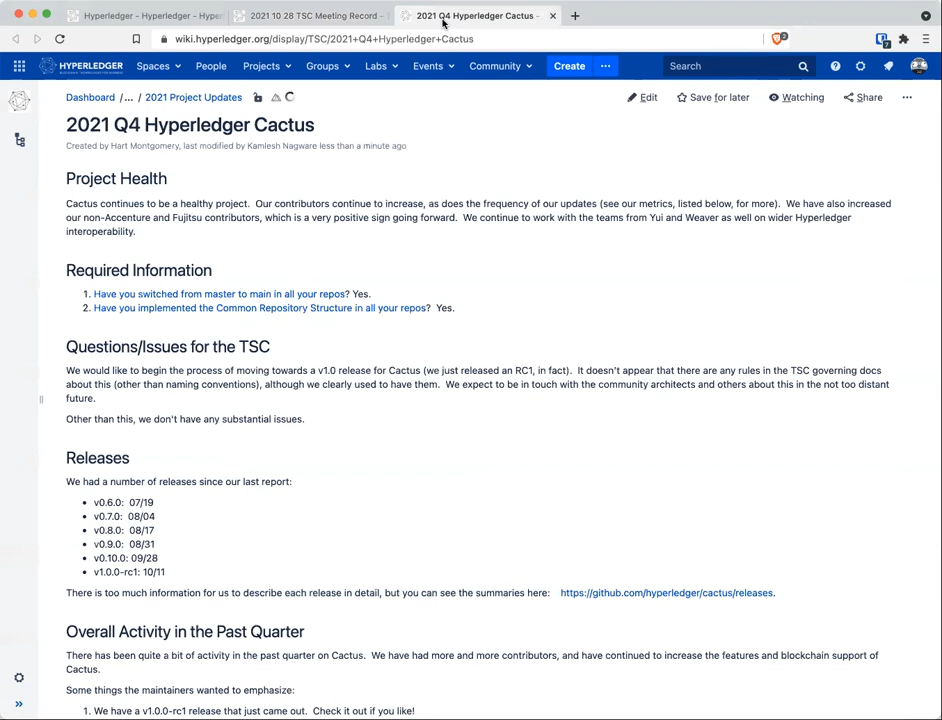 Hyperledger - Hyperledger - Hyper
2021 10 28 TSC Meeting Record -
2021 Q4 Hyperledger Cactus -
wiki.hyperledger.org/display/TSC/2021+Q4+Hyperledger+Cactus
2
7
HYPERLEDGER Spaces People Projects Groups Labs Events Community Create ... Search
Dashboard /... / 2021 Project Updates
Edit Save for later Watching Share ...
2021 Q4 Hyperledger Cactus
Created by Hart Montgomery, last modified by Kamlesh Nagware less than a minute ago
Project Health
Cactus continues to be a healthy project. Our contributors continue to increase, as does the frequency of our updates (see our metrics, listed below, for more). We have also increased
our non-Accenture and Fujitsu contributors, which is a very positive sign going forward. We continue to work with the teams from Yui and Weaver as well on wider Hyperledger
interoperability.
Required Information
1. Have you switched from master to main in all your repos? Yes.
2. Have you implemented the Common Repository Structure in all your repos? Yes.
Questions/Issues for the TSC
We would like to begin the process of moving towards a v1.0 release for Cactus (we just released an RC1, in fact). It doesn't appear that there are any rules in the TSC governing docs
about this (other than naming conventions), although we clearly used to have them. We expect to be in touch with the community architects and others about this in the not too distant
future.
Other than this, we don't have any substantial issues.
Releases
We had a number of releases since our last report:
• v0.6.0: 07/19
• v0.7.0: 08/04
• v0.8.0: 08/17
• v0.9.0: 08/31
• v0.10.0: 09/28
• v1.0.0-rc1: 10/11
There is too much information for us to describe each release in detail, but you can see the summaries here: https://github.com/hyperledger/cactus/releases.
Overall Activity in the Past Quarter
There has been quite a bit of activity in the past quarter on Cactus. We have had more and more contributors, and have continued to increase the features and blockchain support of
Cactus.
Some things the maintainers wanted to emphasize:
1. We have a v1.0.0-rc1 release that just came out. Check it out if you like!